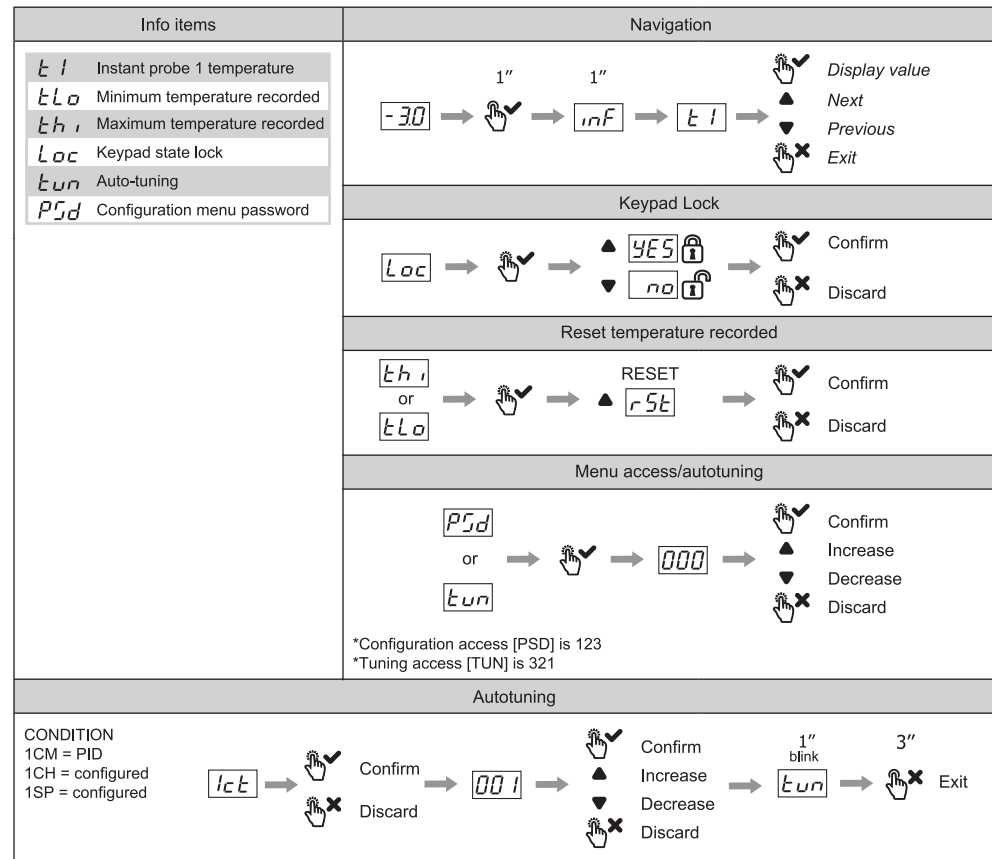 Info items
t1 Instant probe 1 temperature
tLo Minimum temperature recorded
thi Maximum temperature recorded
Loc Keypad state lock
tun Auto-tuning
PSd Configuration menu password
Navigation
1″ 1″
-3.0 inF t1
Display value
Next
Previous
Exit
Keypad Lock
Loc
YES
no
Confirm
Discard
Reset temperature recorded
thi
or
tLo
RESET
rSt
Confirm
Discard
Menu access/autotuning
PSd
or
tun
000
Confirm
Increase
Decrease
Discard
*Configuration access [PSD] is 123
*Tuning access [TUN] is 321
Autotuning
CONDITION
1CM = PID
1CH = configured
1SP = configured
1ct
Confirm
Discard
001
Confirm
Increase
Decrease
Discard
1″
blink
tun
3″
Exit